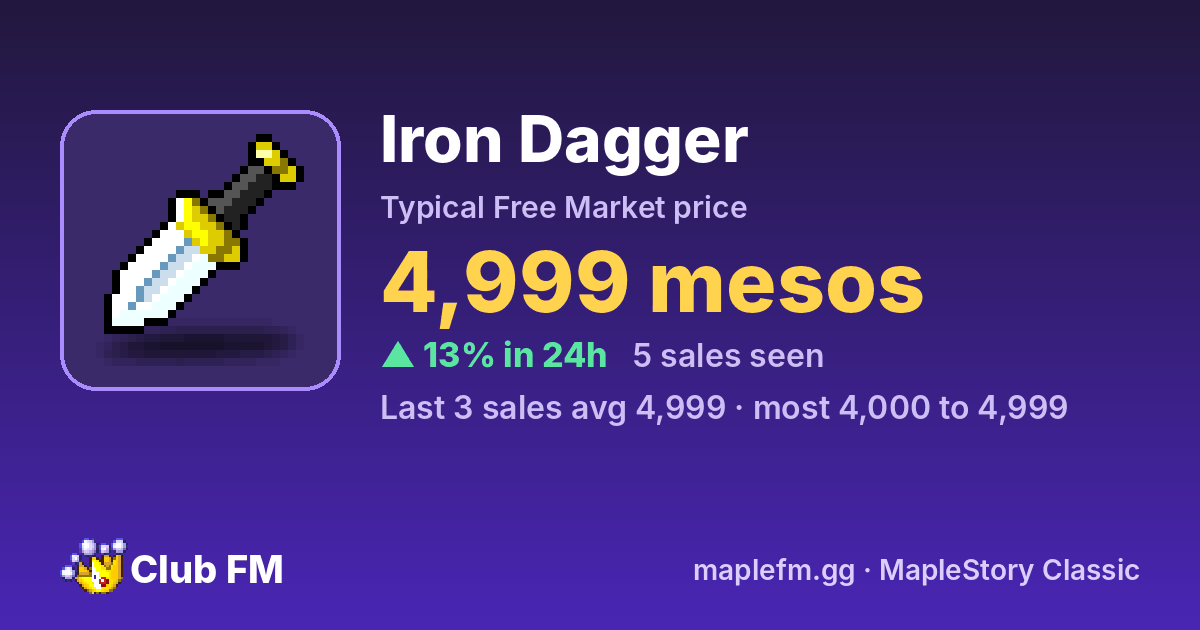 Iron Dagger
Typical Free Market price
4,999 mesos
▲ 13% in 24h 5 sales seen
Last 3 sales avg 4,999 · most 4,000 to 4,999
Club FM
maplefm.gg · MapleStory Classic